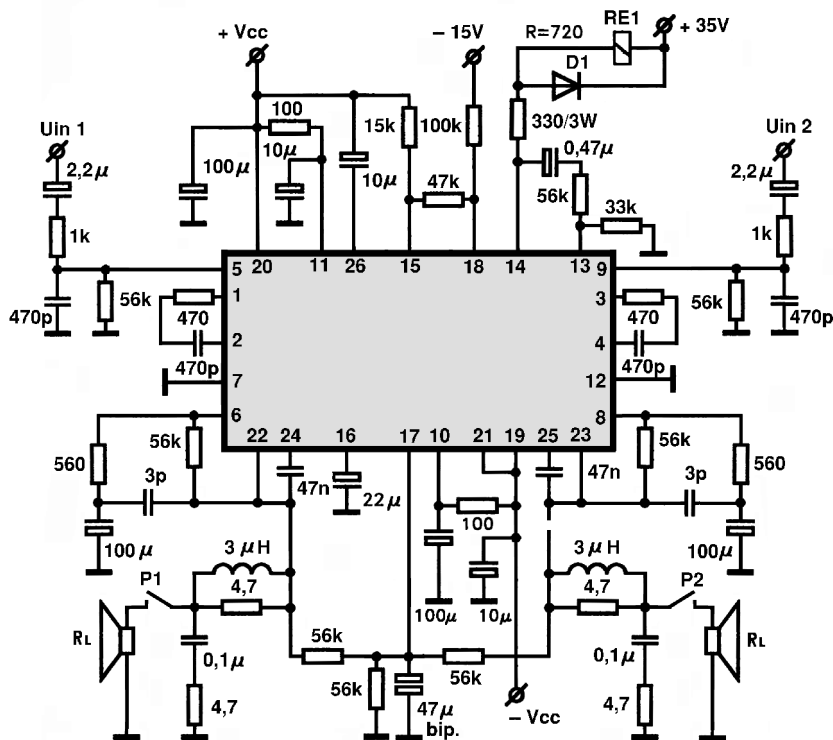 + Vcc
– 15V
R=720
RE1
+ 35V
D1
Uin 1
100
15k
100k
330/3W
Uin 2
2,2µ
100µ
10µ
10µ
47k
0,47µ
56k
33k
2,2µ
1k
1k
5
20
11
26
15
18
14
13
9
470p
56k
1
470
3
470
56k
470p
2
470p
4
470p
7
12
6
8
22
24
16
17
10
21
19
25
23
560
56k
3p
47n
22µ
100
47n
56k
3p
560
100µ
3µH
4,7
100µ
10µ
3µH
4,7
100µ
P1
P2
RL
0,1µ
4,7
56k
56k
47µ
bip.
56k
– Vcc
0,1µ
4,7
RL